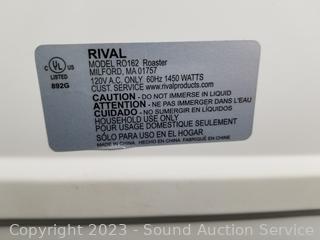 RIVAL
MODEL RO162 Roaster
MILFORD, MA 01757
120V A.C. ONLY 60Hz 1450 WATTS
CUST. SERVICE www.rivalproducts.com
C UL US
LISTED
892G
CAUTION - DO NOT IMMERSE IN LIQUID
ATTENTION - NE PAS IMMERGER DANS L'EAU
CUIDADO - NO SUMERGIR EN LIQUIDOS
HOUSEHOLD USE ONLY
POUR USAGE DOMESTIQUE SEULEMENT
SÓLO PARA USO EN EL HOGAR
MADE IN CHINA HECHO EN CHINA FABRIQUÉ EN CHINE
Copyright © 2023 - Sound Auction Service